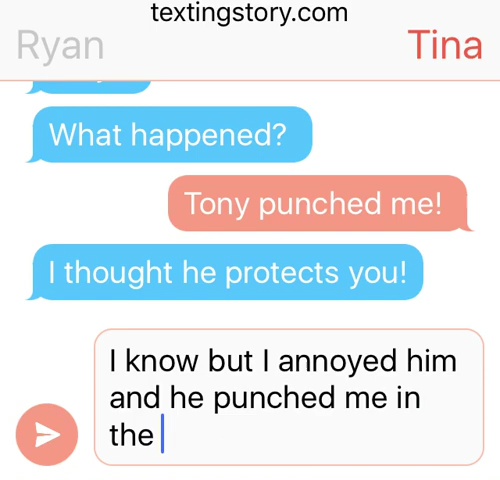 textingstory.com
Ryan
Tina
What happened?
Tony punched me!
I thought he protects you!
I know but I annoyed him
and he punched me in
the